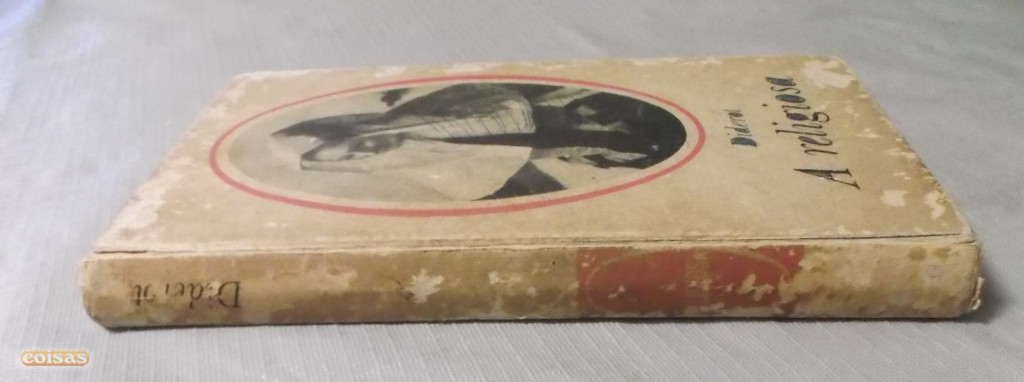 Diderot
A religiosa
Diderot
coisas